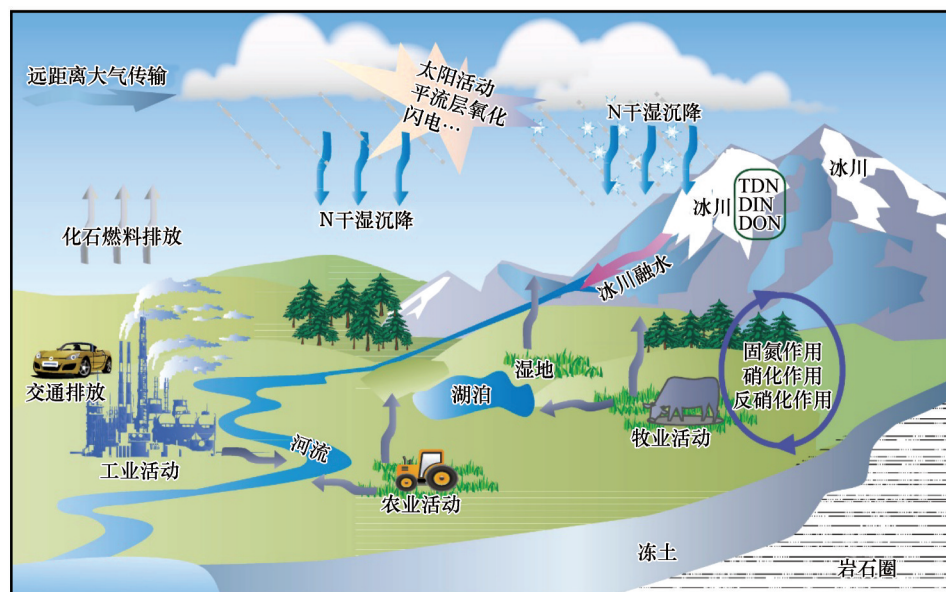 远距离大气传输
太阳活动
平流层氧化
闪电…
N干湿沉降
冰川
冰川
TDN
DIN
DON
N干湿沉降
化石燃料排放
冰川融水
固氮作用
硝化作用
反硝化作用
湿地
交通排放
湖泊
牧业活动
河流
工业活动
农业活动
冻土
岩石圈